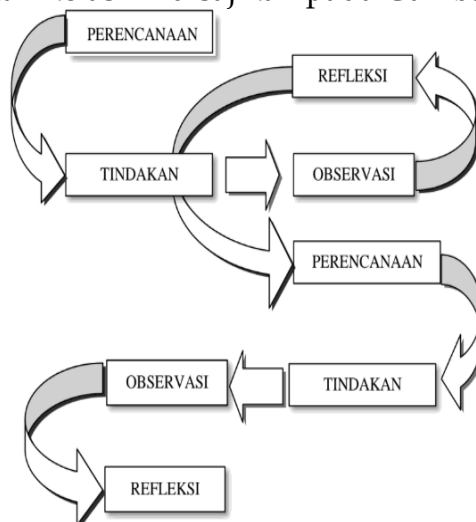 PERENCANAAN
REFLEKSI
TINDAKAN
OBSERVASI
PERENCANAAN
OBSERVASI
TINDAKAN
REFLEKSI